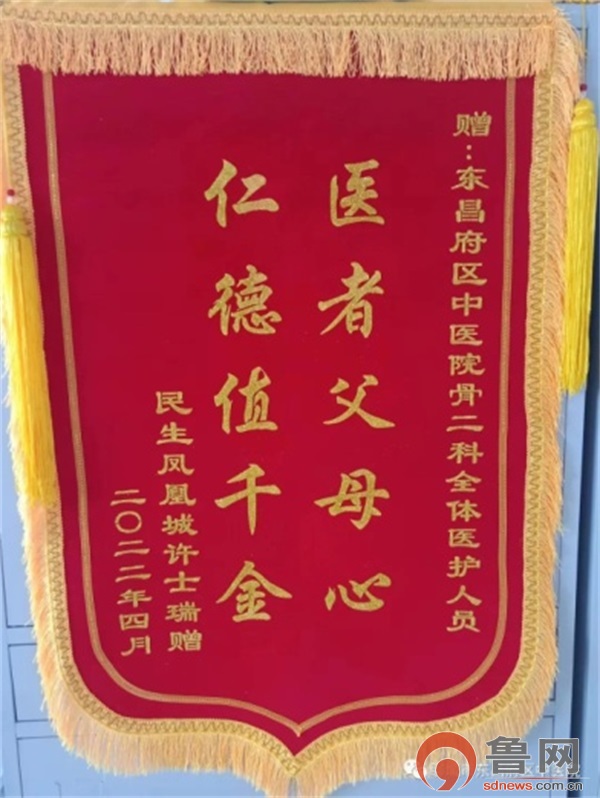 赠:东昌府区中医院骨二科全体医护人员
医者父母心
仁德值千金
民生凤凰城许士瑞赠
二〇二二年四月
鲁网
sdnews.com.cn